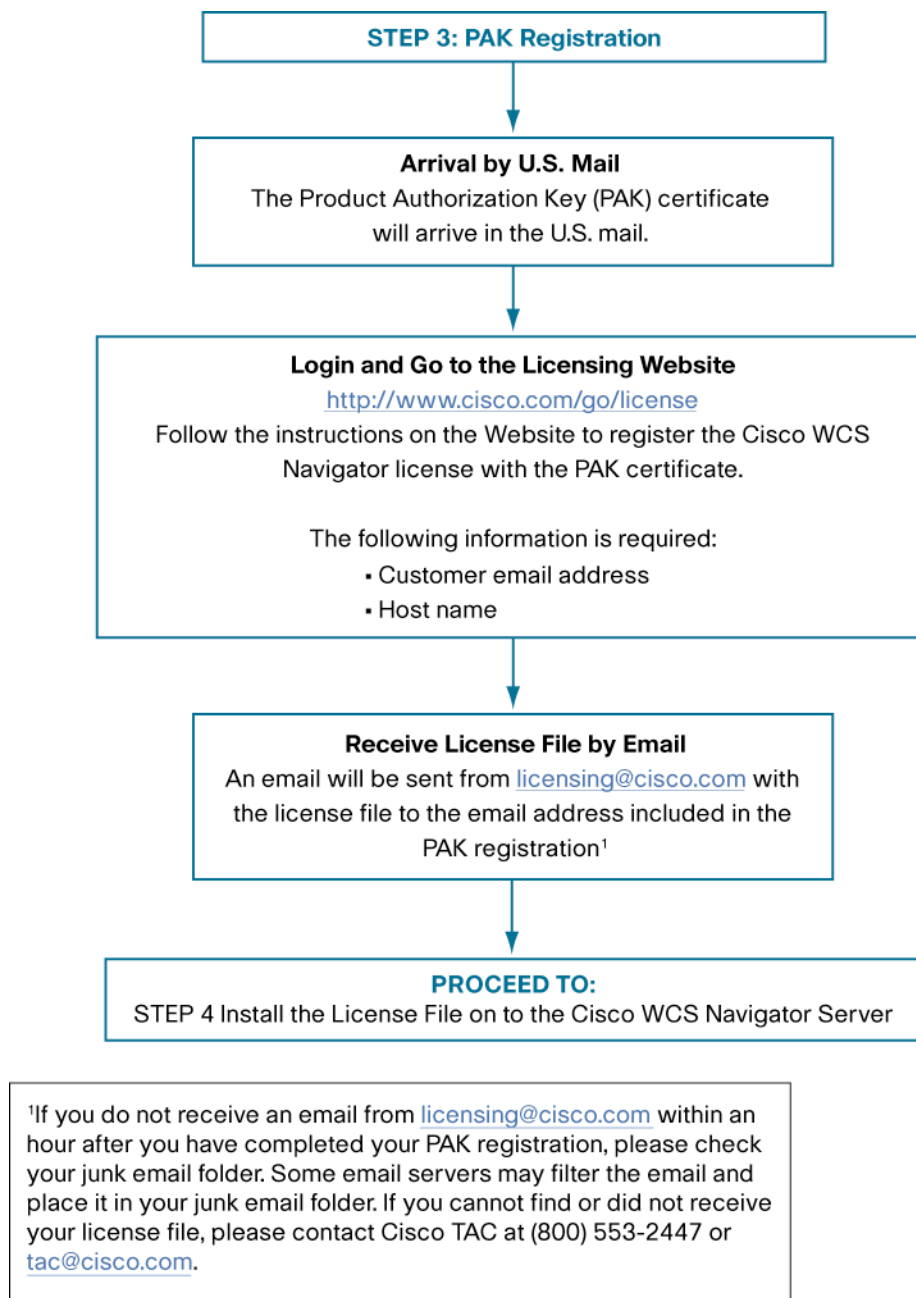 STEP 3: PAK Registration
Arrival by U.S. Mail
The Product Authorization Key (PAK) certificate
will arrive in the U.S. mail.
Login and Go to the Licensing Website
http://www.cisco.com/go/license
Follow the instructions on the Website to register the Cisco WCS
Navigator license with the PAK certificate.
The following information is required:
▪ Customer email address
▪ Host name
Receive License File by Email
An email will be sent from licensing@cisco.com with
the license file to the email address included in the
PAK registration¹
PROCEED TO:
STEP 4 Install the License File on to the Cisco WCS Navigator Server
¹If you do not receive an email from licensing@cisco.com within an
hour after you have completed your PAK registration, please check
your junk email folder. Some email servers may filter the email and
place it in your junk email folder. If you cannot find or did not receive
your license file, please contact Cisco TAC at (800) 553-2447 or
tac@cisco.com.